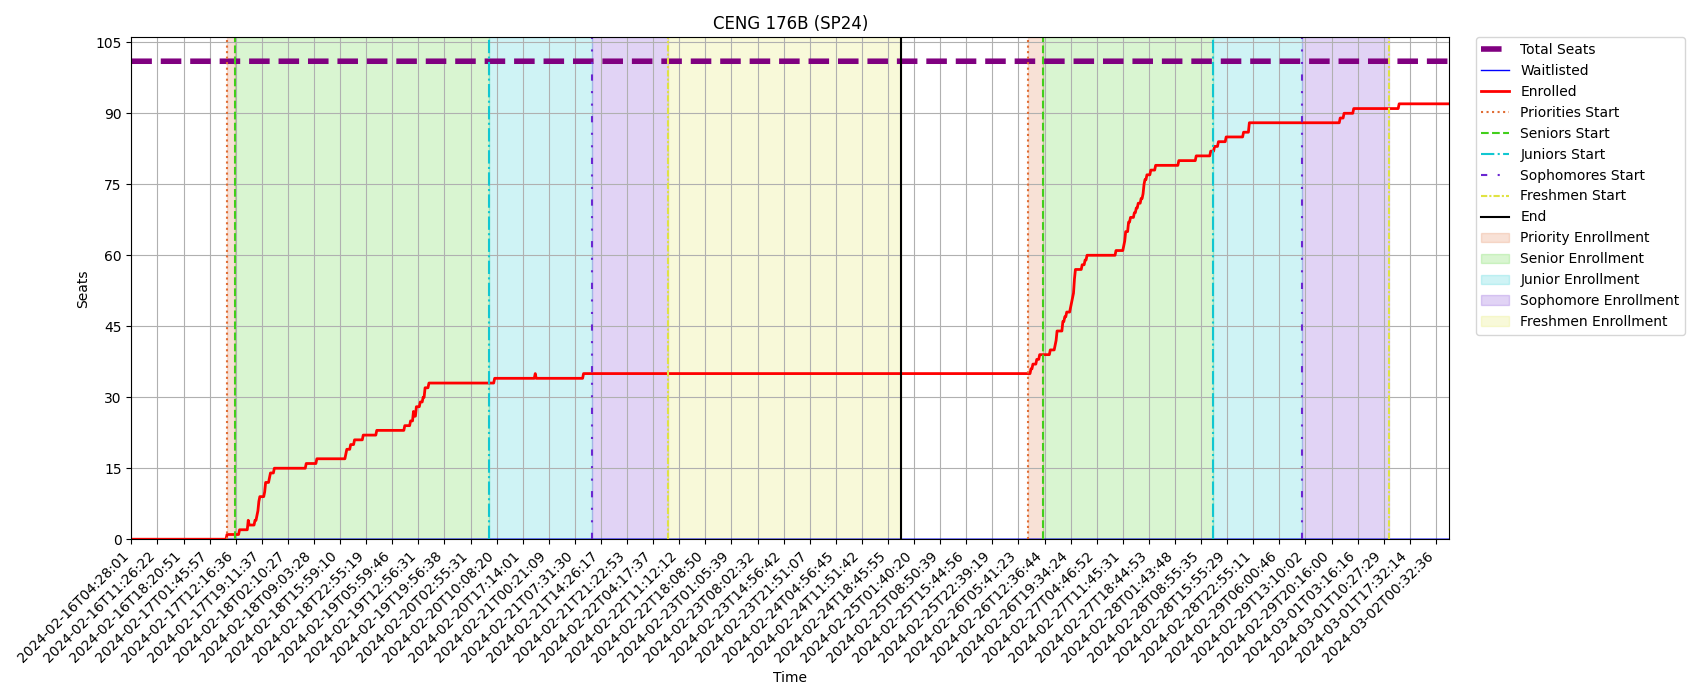 CENG 176B (SP24)
105
90
75
60
45
30
15
0
Seats
2024-02-16T04:28:01
2024-02-16T11:26:22
2024-02-16T18:20:51
2024-02-17T01:45:57
2024-02-17T12:16:36
2024-02-17T19:11:37
2024-02-18T02:10:27
2024-02-18T09:03:28
2024-02-18T15:59:10
2024-02-18T22:55:19
2024-02-19T05:59:46
2024-02-19T12:56:31
2024-02-19T19:56:38
2024-02-20T02:55:31
2024-02-20T10:08:20
2024-02-20T17:14:01
2024-02-21T00:21:09
2024-02-21T07:31:30
2024-02-21T14:26:17
2024-02-21T21:22:53
2024-02-22T04:17:37
2024-02-22T11:12:12
2024-02-22T18:08:50
2024-02-23T01:05:39
2024-02-23T08:02:32
2024-02-23T14:56:42
2024-02-23T21:51:07
2024-02-24T04:56:45
2024-02-24T11:51:42
2024-02-24T18:45:55
2024-02-25T01:40:20
2024-02-25T08:50:39
2024-02-25T15:44:56
2024-02-25T22:39:19
2024-02-26T05:41:23
2024-02-26T12:36:44
2024-02-26T19:34:24
2024-02-27T04:46:52
2024-02-27T11:45:31
2024-02-27T18:44:53
2024-02-28T01:43:48
2024-02-28T08:55:35
2024-02-28T15:55:29
2024-02-28T22:55:11
2024-02-29T06:00:46
2024-02-29T13:10:02
2024-02-29T20:16:00
2024-03-01T03:16:16
2024-03-01T10:27:29
2024-03-01T17:32:14
2024-03-02T00:32:36
Time
Total Seats
Waitlisted
Enrolled
Priorities Start
Seniors Start
Juniors Start
Sophomores Start
Freshmen Start
End
Priority Enrollment
Senior Enrollment
Junior Enrollment
Sophomore Enrollment
Freshmen Enrollment